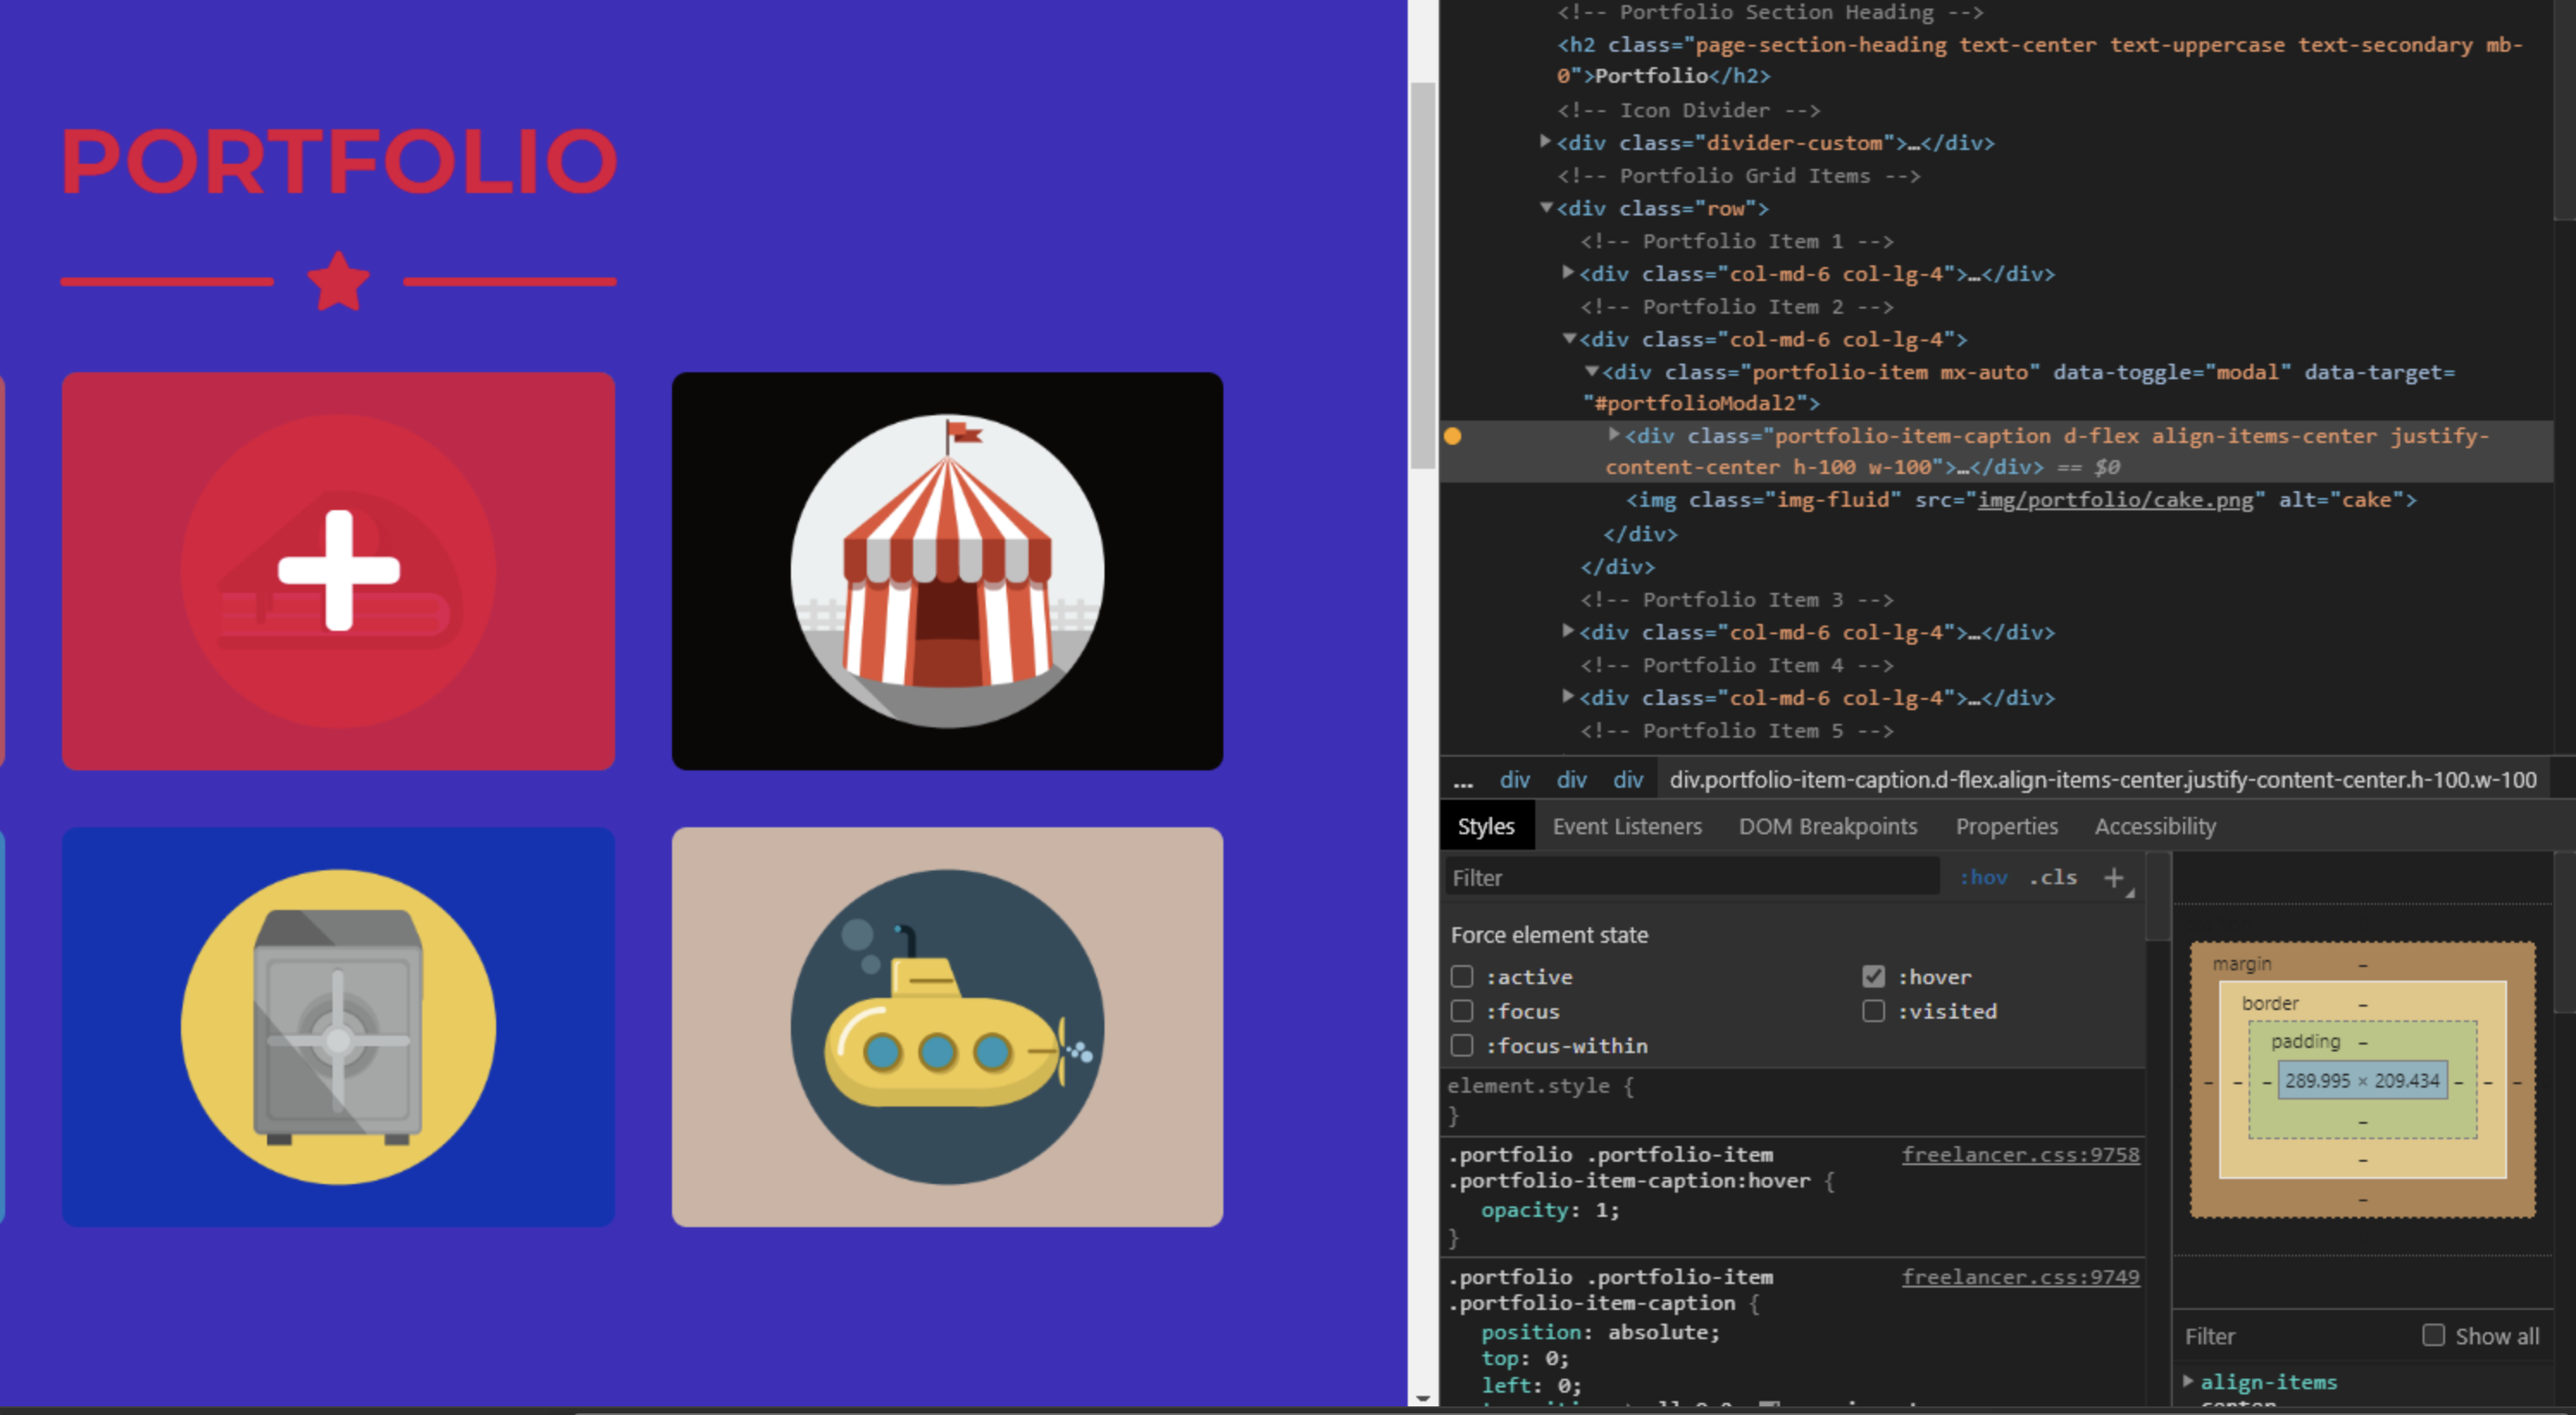 PORTFOLIO
<!-- Portfolio Section Heading -->
<h2 class="page-section-heading text-center text-uppercase text-secondary mb-
0">Portfolio</h2>
<!-- Icon Divider -->
<div class="divider-custom">…</div>
<!-- Portfolio Grid Items -->
<div class="row">
<!-- Portfolio Item 1 -->
<div class="col-md-6 col-lg-4">…</div>
<!-- Portfolio Item 2 -->
<div class="col-md-6 col-lg-4">
<div class="portfolio-item mx-auto" data-toggle="modal" data-target=
"#portfolioModal2">
<div class="portfolio-item-caption d-flex align-items-center justify-
content-center h-100 w-100">…</div> == $0
<img class="img-fluid" src="img/portfolio/cake.png" alt="cake">
</div>
</div>
<!-- Portfolio Item 3 -->
<div class="col-md-6 col-lg-4">…</div>
<!-- Portfolio Item 4 -->
<div class="col-md-6 col-lg-4">…</div>
<!-- Portfolio Item 5 -->
... div div div div.portfolio-item-caption.d-flex.align-items-center.justify-content-center.h-100.w-100
Styles Event Listeners DOM Breakpoints Properties Accessibility
Filter :hov .cls +
Force element state
:active :hover
:focus :visited
:focus-within
element.style {
}
.portfolio .portfolio-item freelancer.css:9758
.portfolio-item-caption:hover {
opacity: 1;
}
.portfolio .portfolio-item freelancer.css:9749
.portfolio-item-caption {
position: absolute;
top: 0;
left: 0;
margin –
border –
padding –
– – – 289.995 × 209.434 – – –
–
–
–
Filter Show all
align-items